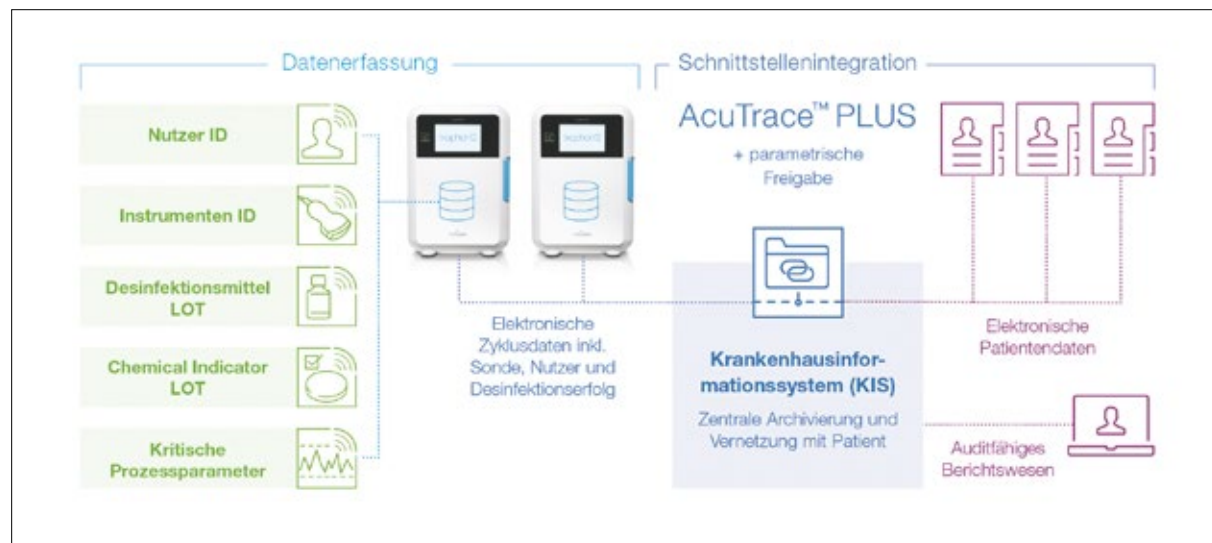 Datenerfassung
Nutzer ID
Instrumenten ID
Desinfektionsmittel
LOT
Chemical Indicator
LOT
Kritische
Prozessparameter
Elektronische
Zyklusdaten inkl.
Sonde, Nutzer und
Desinfektionserfolg
Schnittstellenintegration
AcuTrace™ PLUS
+ parametrische
Freigabe
Krankenhausinfor-
mationssystem (KIS)
Zentrale Archivierung und
Vernetzung mit Patient
Elektronische
Patientendaten
Auditfähiges
Berichtswesen